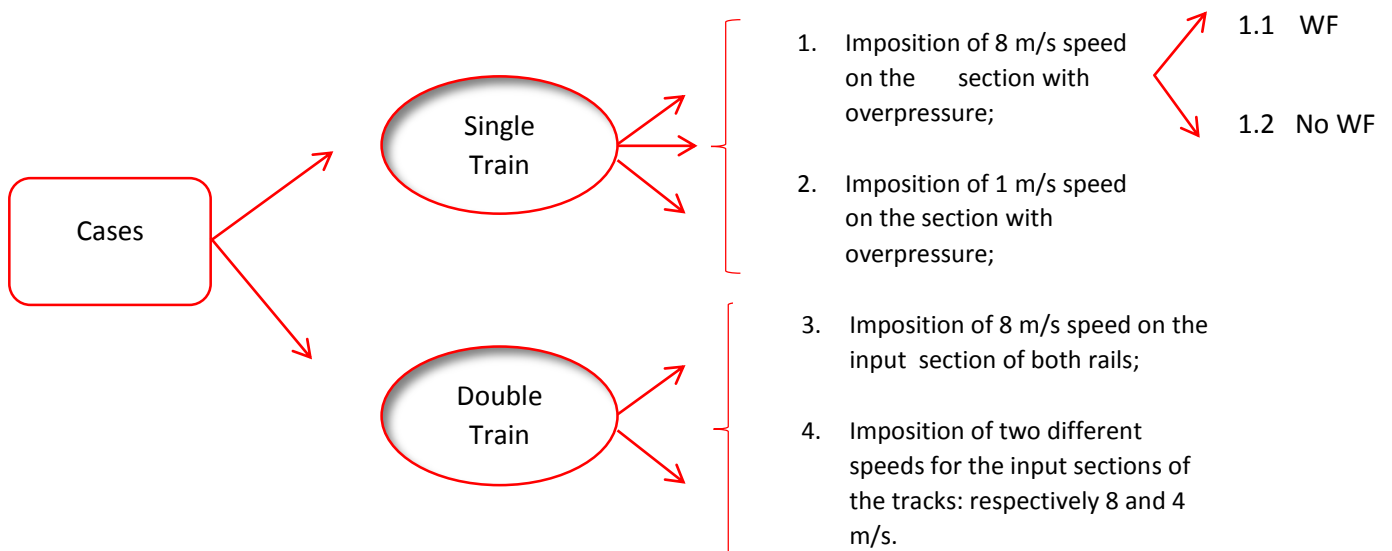 Cases
Single
Train
1. Imposition of 8 m/s speed
on the section with
overpressure;
1.1 WF
1.2 No WF
2. Imposition of 1 m/s speed
on the section with
overpressure;
Double
Train
3. Imposition of 8 m/s speed on the
input section of both rails;
4. Imposition of two different
speeds for the input sections of
the tracks: respectively 8 and 4
m/s.